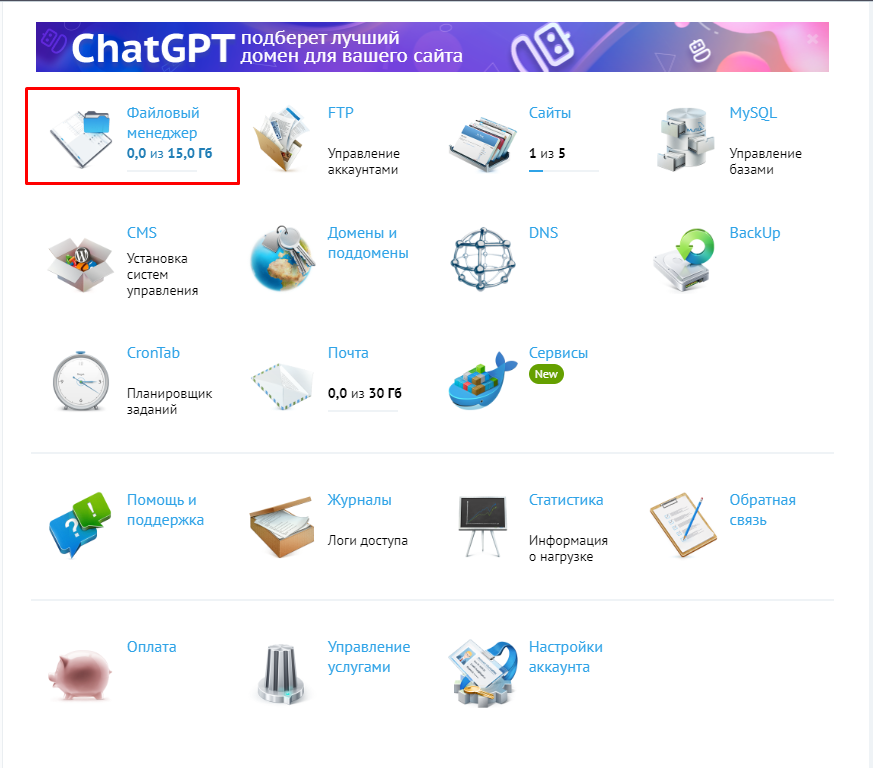 ChatGPT подберет лучший
домен для вашего сайта
Файловый
менеджер
0,0 из 15,0 Гб
FTP
Управление
аккаунтами
Сайты
1 из 5
MySQL
Управление
базами
CMS
Установка
систем
управления
Домены и
поддомены
DNS
BackUp
CronTab
Планировщик
заданий
Почта
0,0 из 30 Гб
Сервисы
New
Помощь и
поддержка
Журналы
Логи доступа
Статистика
Информация
о нагрузке
Обратная
связь
Оплата
Управление
услугами
Настройки
аккаунта